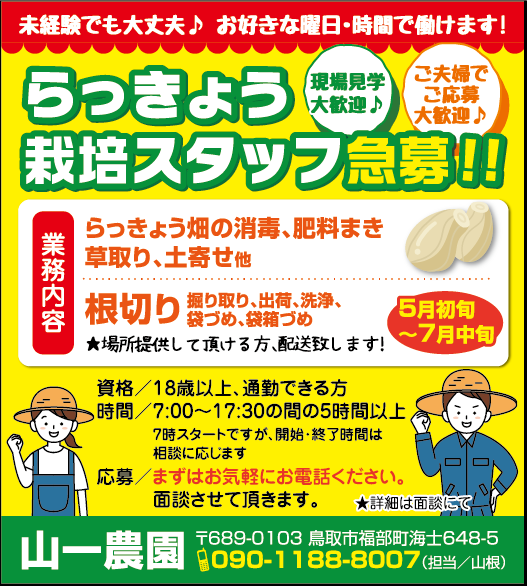 未経験でも大丈夫♪ お好きな曜日・時間で働けます!
らっきょう
栽培スタッフ急募!!
現場見学
大歓迎♪
ご夫婦で
ご応募
大歓迎♪
業務内容
らっきょう畑の消毒、肥料まき
草取り、土寄せ他
根切り 掘り取り、出荷、洗浄、
袋づめ、袋箱づめ
5月初旬
～7月中旬
★場所提供して頂ける方、配送致します!
資格／18歳以上、通勤できる方
時間／7:00～17:30の間の5時間以上
7時スタートですが、開始・終了時間は
相談に応じます
応募／まずはお気軽にお電話ください。
面談させて頂きます。
★詳細は面談にて
山一農園
〒689-0103 鳥取市福部町海士648-5
090-1188-8007(担当／山根)